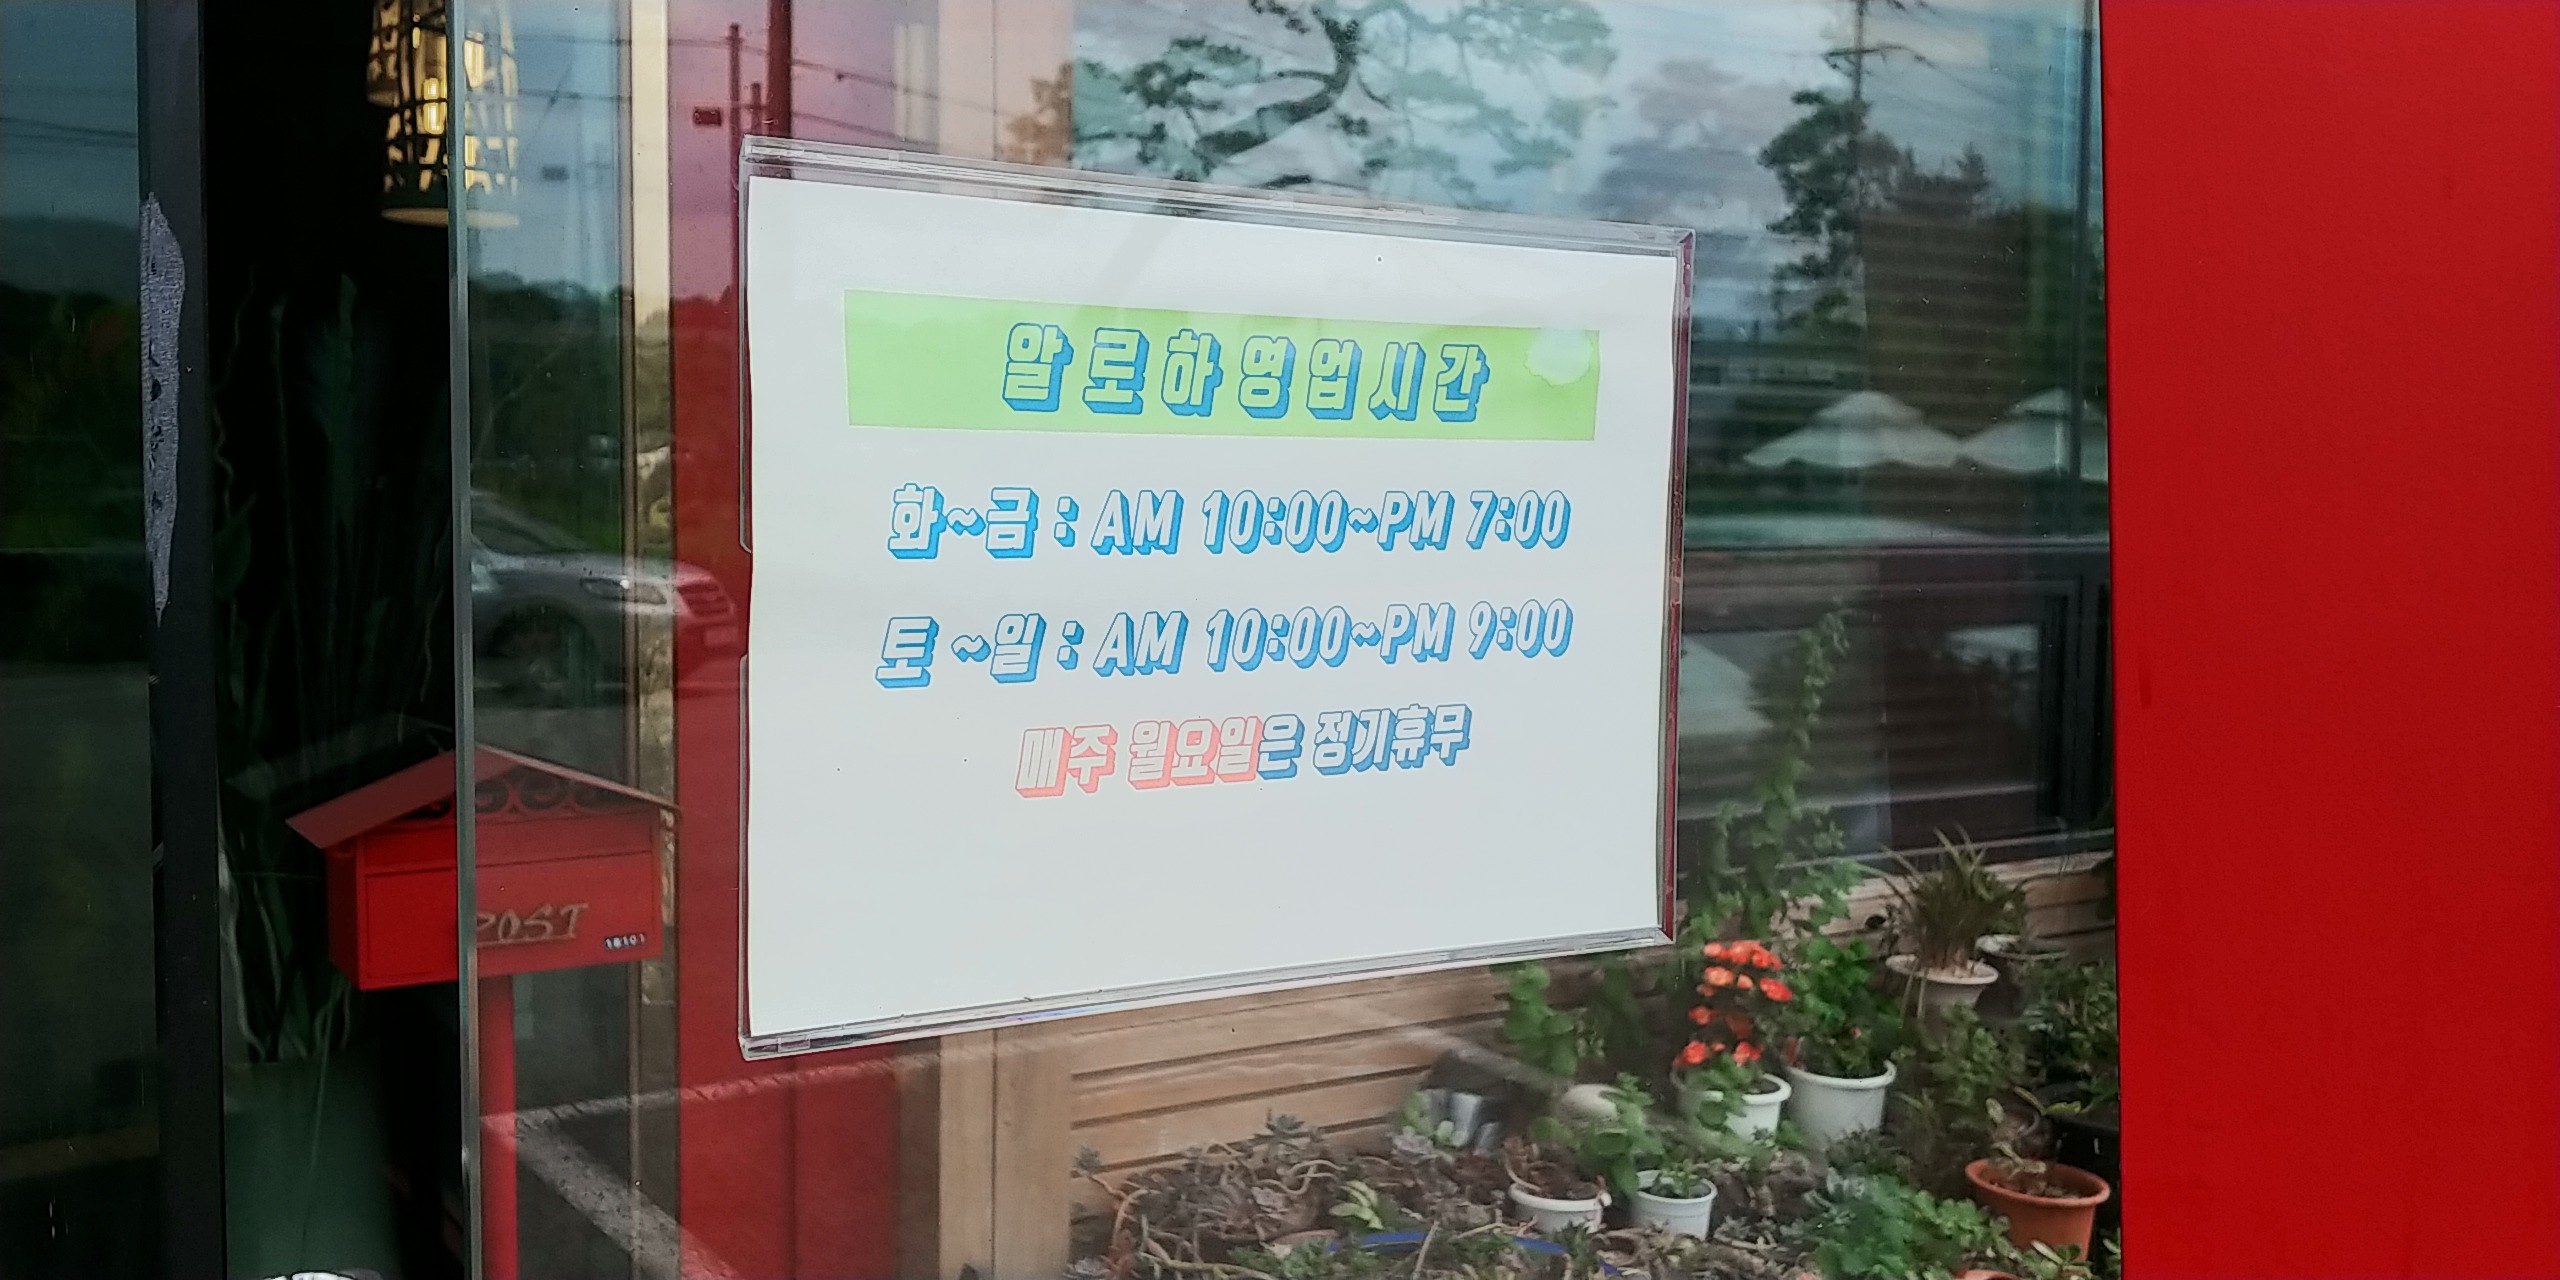 알로하영업시간
화~금 : AM 10:00~PM 7:00
토 ~일 : AM 10:00~PM 9:00
매주 월요일은 정기휴무
POST